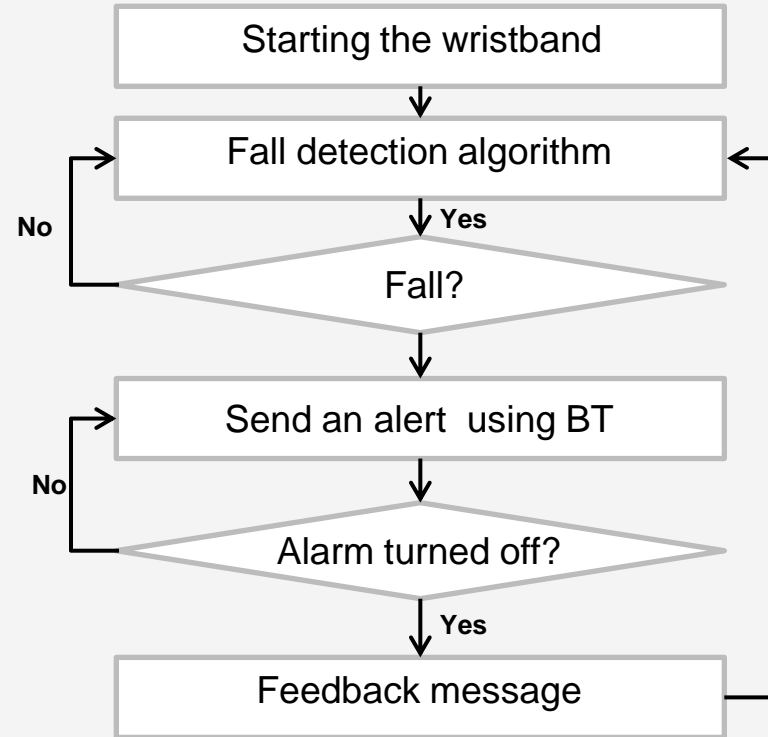 Starting the wristband
Fall detection algorithm
Yes
No
Fall?
Send an alert  using BT
No
Alarm turned off?
Yes
Feedback message